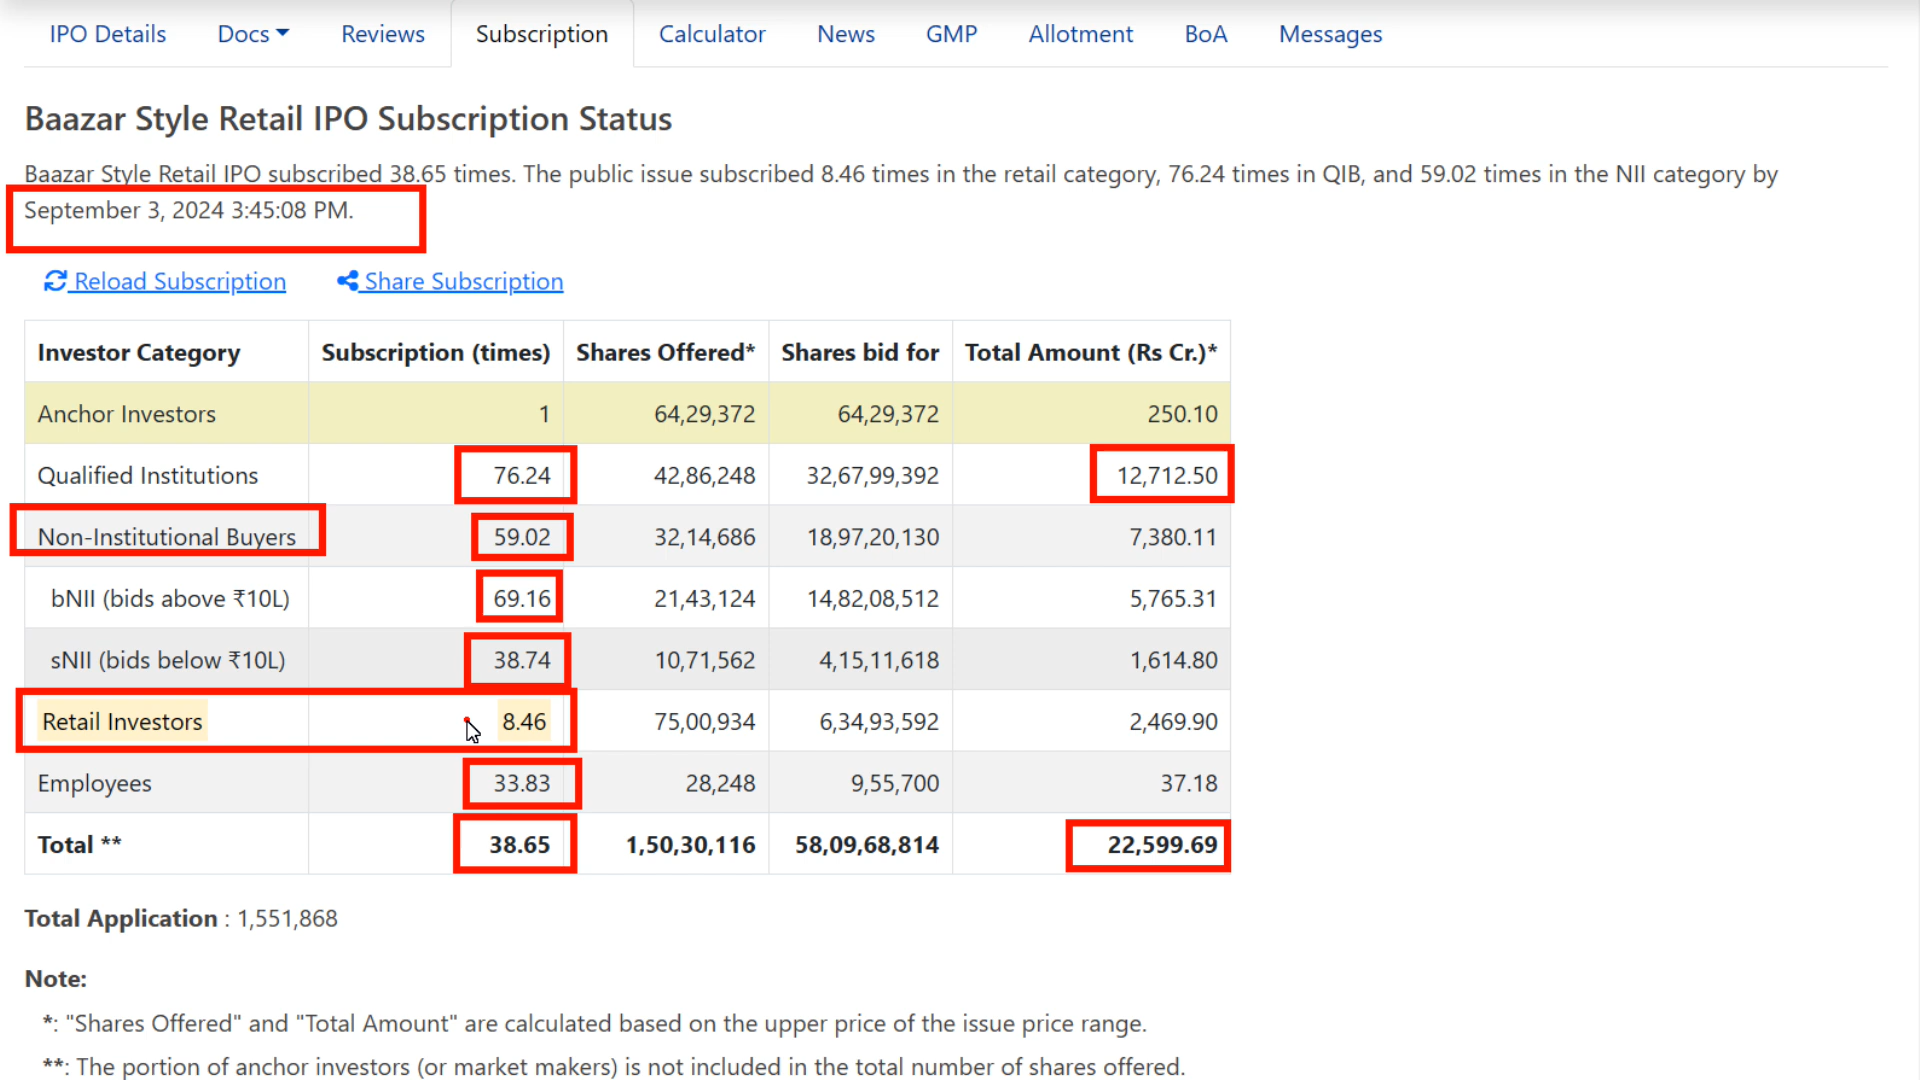 IPO Details Docs Reviews Subscription Calculator News GMP Allotment BoA Messages
Baazar Style Retail IPO Subscription Status
Baazar Style Retail IPO subscribed 38.65 times. The public issue subscribed 8.46 times in the retail category, 76.24 times in QIB, and 59.02 times in the NII category by
September 3, 2024 3:45:08 PM.
Reload Subscription Share Subscription
Investor Category Subscription (times) Shares Offered* Shares bid for Total Amount (Rs Cr.)*
Anchor Investors 1 64,29,372 64,29,372 250.10
Qualified Institutions 76.24 42,86,248 32,67,99,392 12,712.50
Non-Institutional Buyers 59.02 32,14,686 18,97,20,130 7,380.11
bNII (bids above ₹10L) 69.16 21,43,124 14,82,08,512 5,765.31
sNII (bids below ₹10L) 38.74 10,71,562 4,15,11,618 1,614.80
Retail Investors 8.46 75,00,934 6,34,93,592 2,469.90
Employees 33.83 28,248 9,55,700 37.18
Total ** 38.65 1,50,30,116 58,09,68,814 22,599.69
Total Application : 1,551,868
Note:
*: "Shares Offered" and "Total Amount" are calculated based on the upper price of the issue price range.
**: The portion of anchor investors (or market makers) is not included in the total number of shares offered.